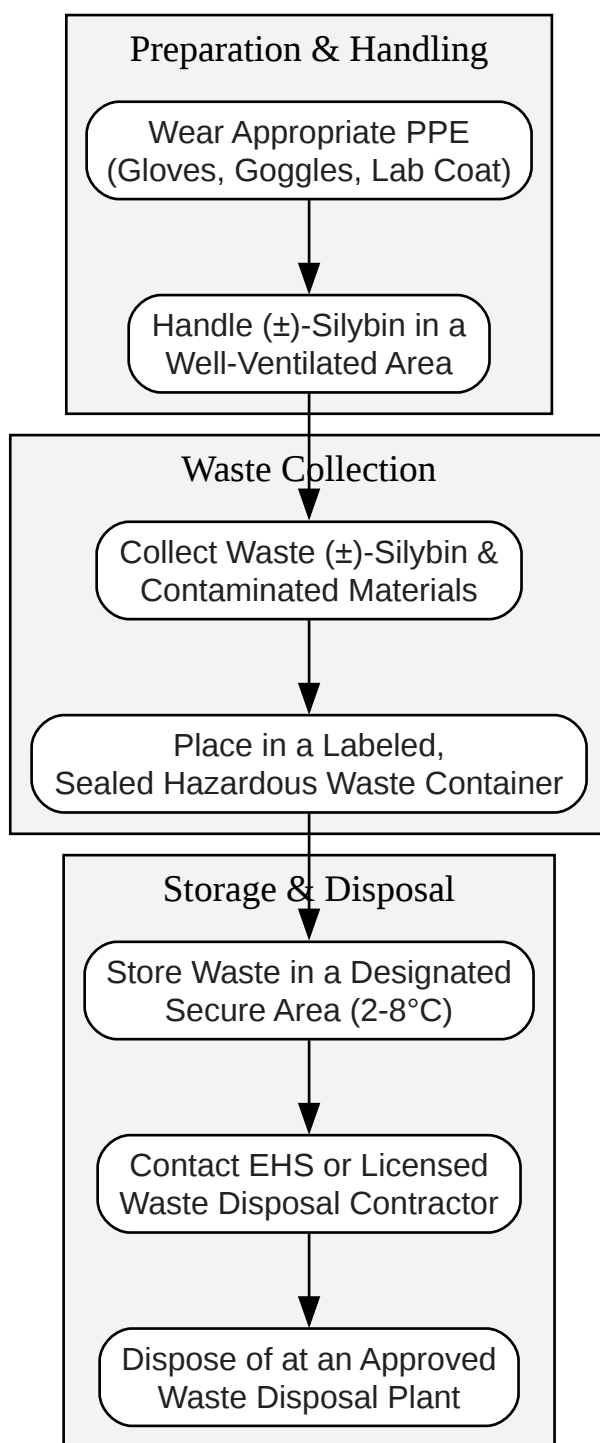 Preparation & Handling
Wear Appropriate PPE
(Gloves, Goggles, Lab Coat)
Handle (±)-Silybin in a
Well-Ventilated Area
Waste Collection
Collect Waste (±)-Silybin &
Contaminated Materials
Place in a Labeled,
Sealed Hazardous Waste Container
Storage & Disposal
Store Waste in a Designated
Secure Area (2-8°C)
Contact EHS or Licensed
Waste Disposal Contractor
Dispose of at an Approved
Waste Disposal Plant